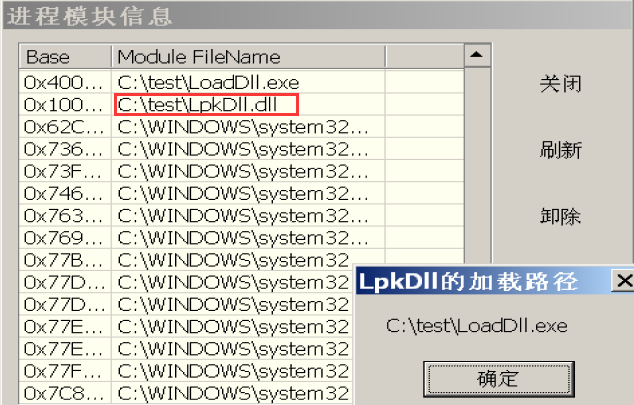 进程模块信息
Base Module FileName
0x400... C:\test\LoadDll.exe
关闭
0x100... C:\test\LpkDll.dll
0x62C... C:\WINDOWS\system32...
0x736... C:\WINDOWS\system32...
刷新
0x73F... C:\WINDOWS\system32...
0x746... C:\WINDOWS\system32...
0x763... C:\WINDOWS\system32...
卸除
0x769... C:\WINDOWS\system32...
0x77B... C:\WINDOWS\system32
0x77D... C:\WINDOWS\system32
0x77D... C:\WINDOWS\system32
0x77E... C:\WINDOWS\system32
0x77E... C:\WINDOWS\system32
0x77F... C:\WINDOWS\system32
0x7C8... C:\WINDOWS\system32
LpkDll的加载路径
C:\test\LoadDll.exe
确定